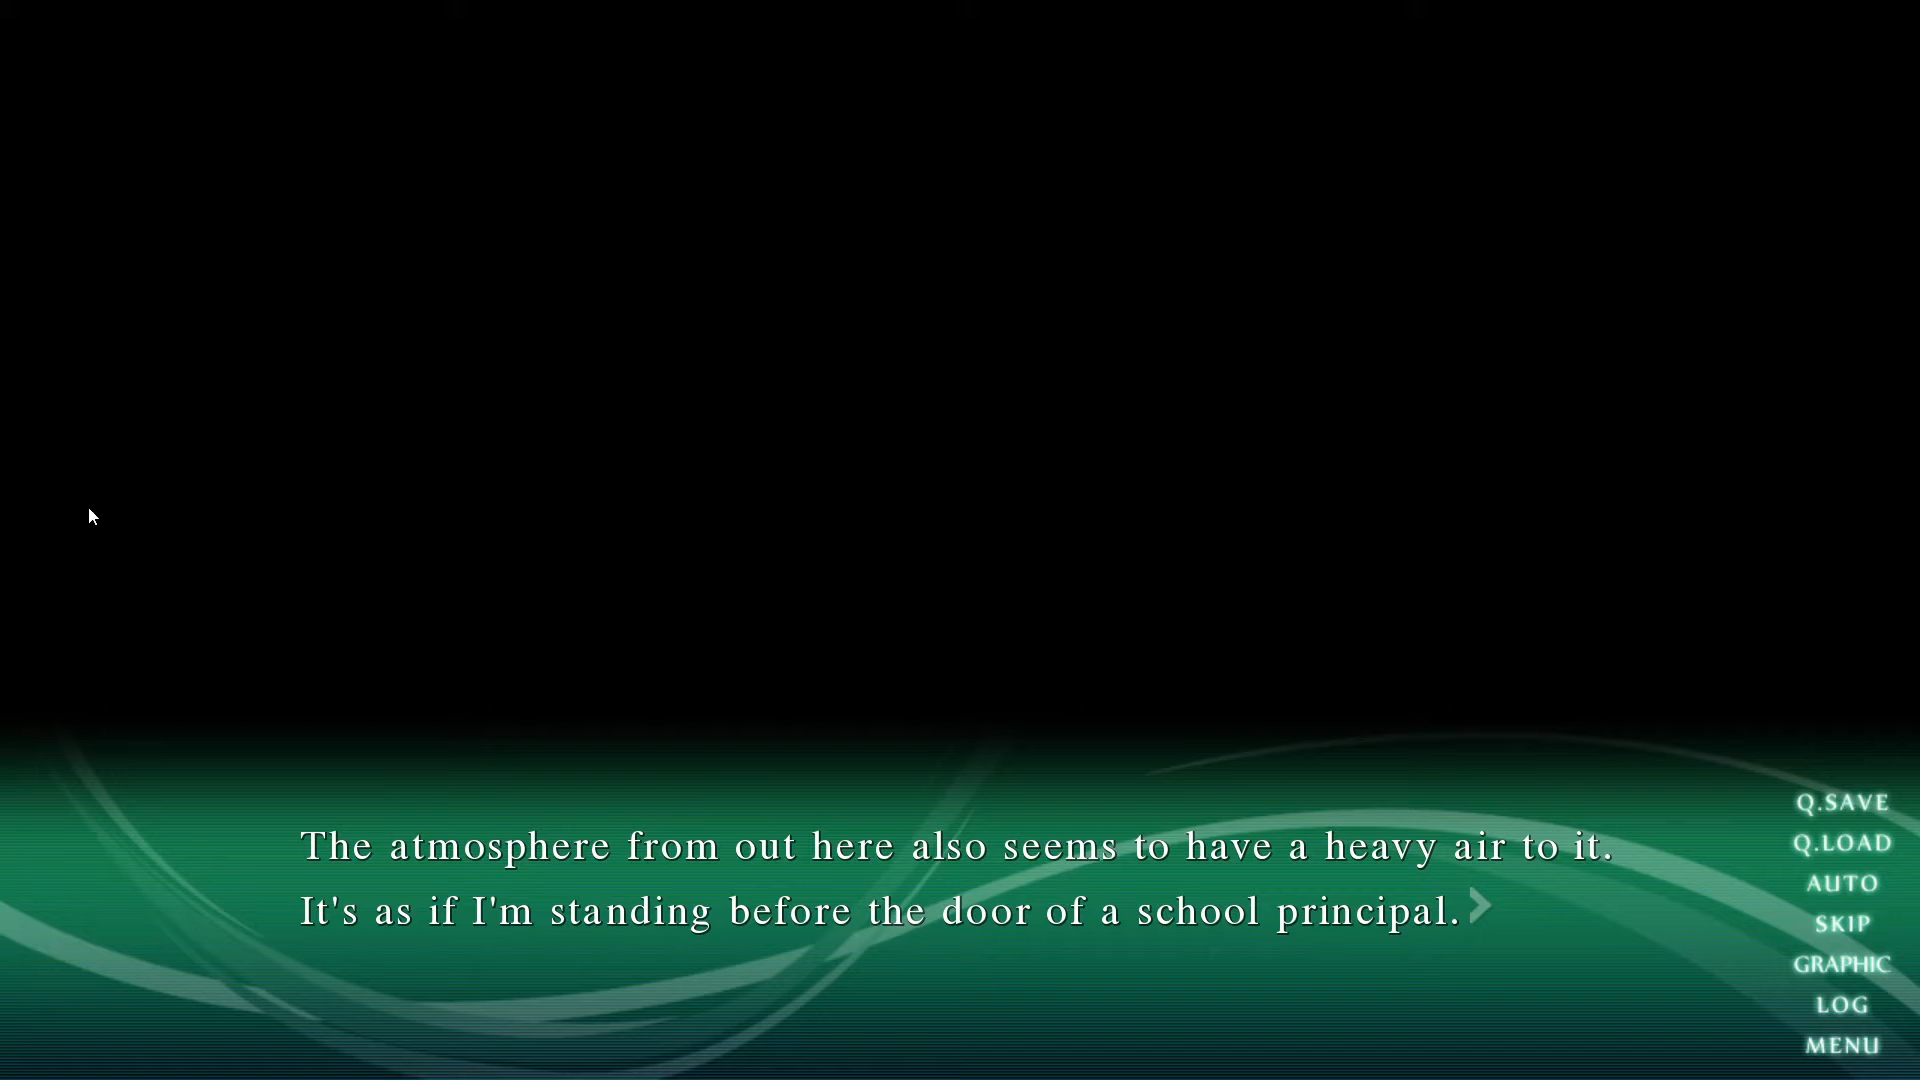 The atmosphere from out here also seems to have a heavy air to it.
It's as if I'm standing before the door of a school principal.
Q.SAVE
Q.LOAD
AUTO
SKIP
GRAPHIC
LOG
MENU